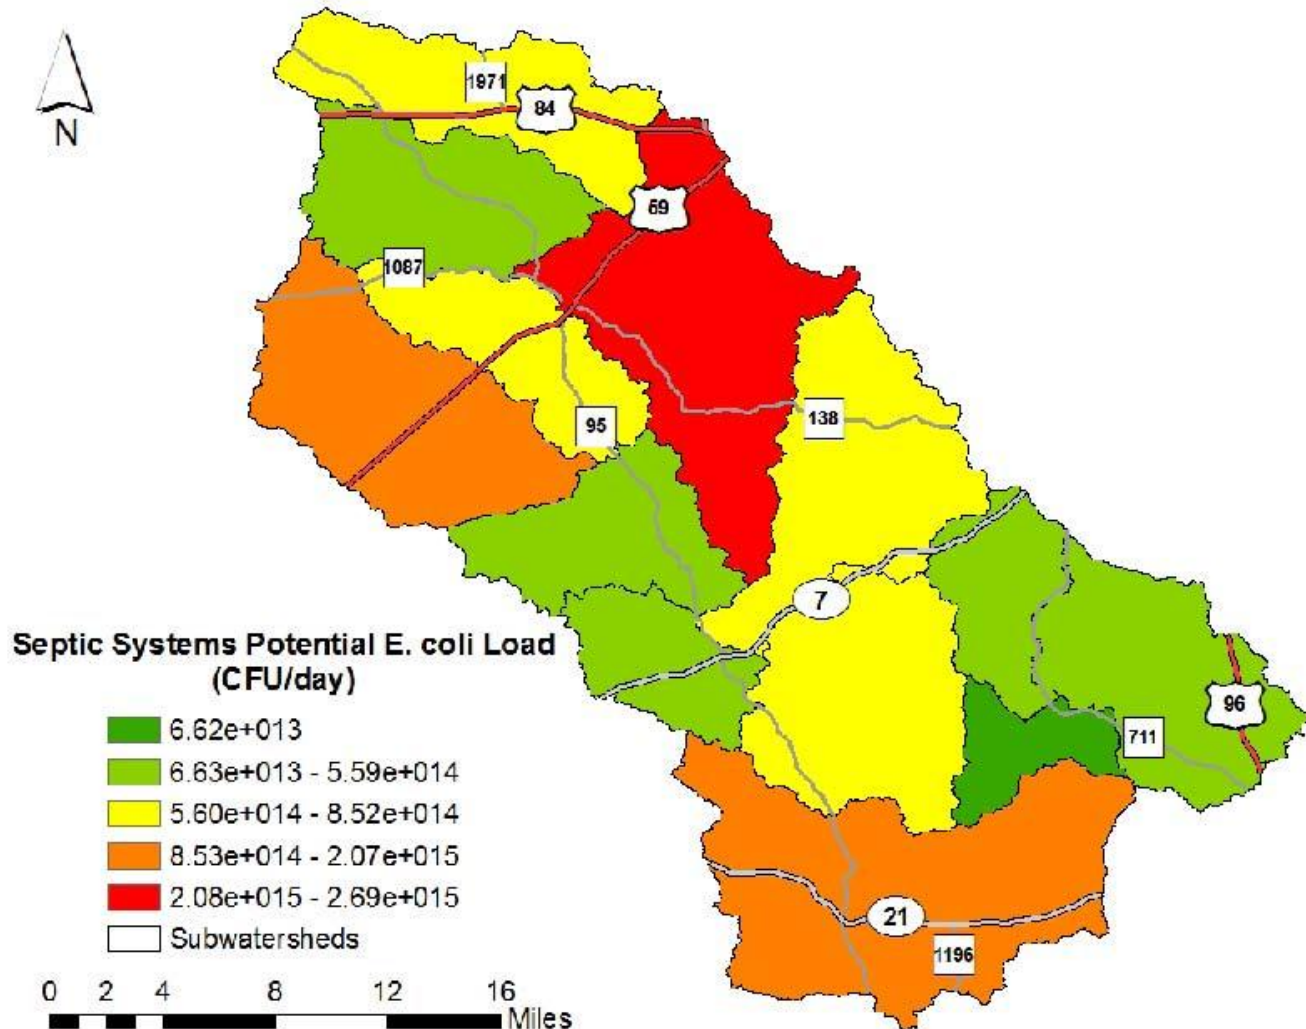 N
1971
84
59
1087
138
95
7
96
711
21
1196
Septic Systems Potential E. coli Load
(CFU/day)
6.62e+013
6.63e+013 - 5.59e+014
5.60e+014 - 8.52e+014
8.53e+014 - 2.07e+015
2.08e+015 - 2.69e+015
Subwatersheds
0 2 4 8 12 16
Miles